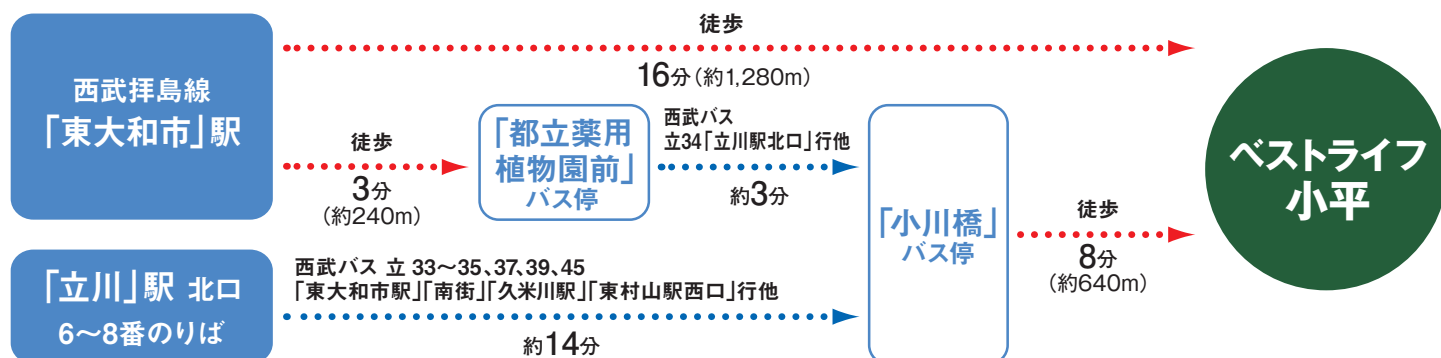 西武拝島線
「東大和市」駅
徒歩
16分(約1,280m)
徒歩
3分
(約240m)
「都立薬用
植物園前」
バス停
西武バス
立34「立川駅北口」行他
約3分
「立川」駅 北口
6〜8番のりば
西武バス 立 33〜35、37、39、45
「東大和市駅」「南街」「久米川駅」「東村山駅西口」行他
約14分
「小川橋」
バス停
徒歩
8分
(約640m)
ベストライフ
小平